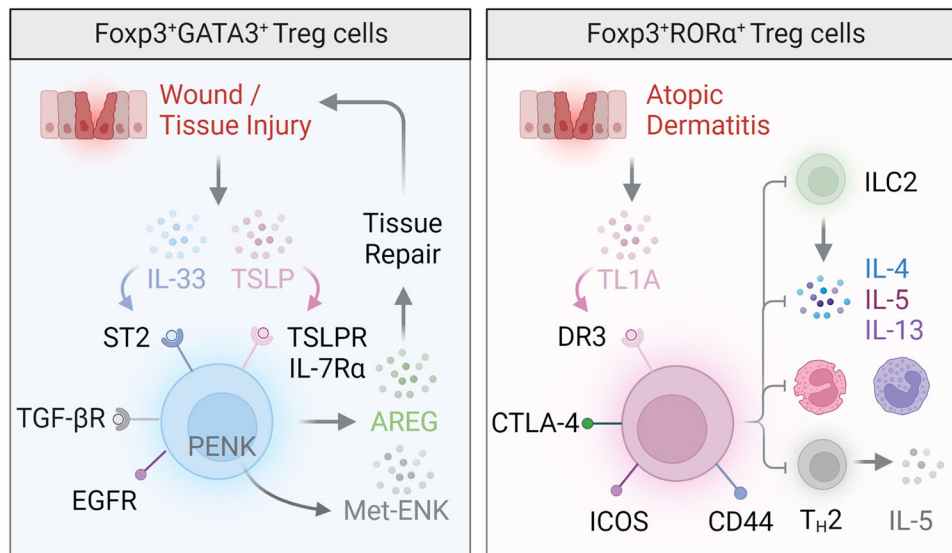 Foxp3⁺GATA3⁺ Treg cells
Wound /
Tissue Injury
IL-33
TSLP
Tissue
Repair
ST2
TSLPR
IL-7Rα
TGF-βR
PENK
AREG
EGFR
Met-ENK
Foxp3⁺RORα⁺ Treg cells
Atopic
Dermatitis
ILC2
TL1A
IL-4
IL-5
IL-13
DR3
CTLA-4
ICOS
CD44
T_H2
IL-5